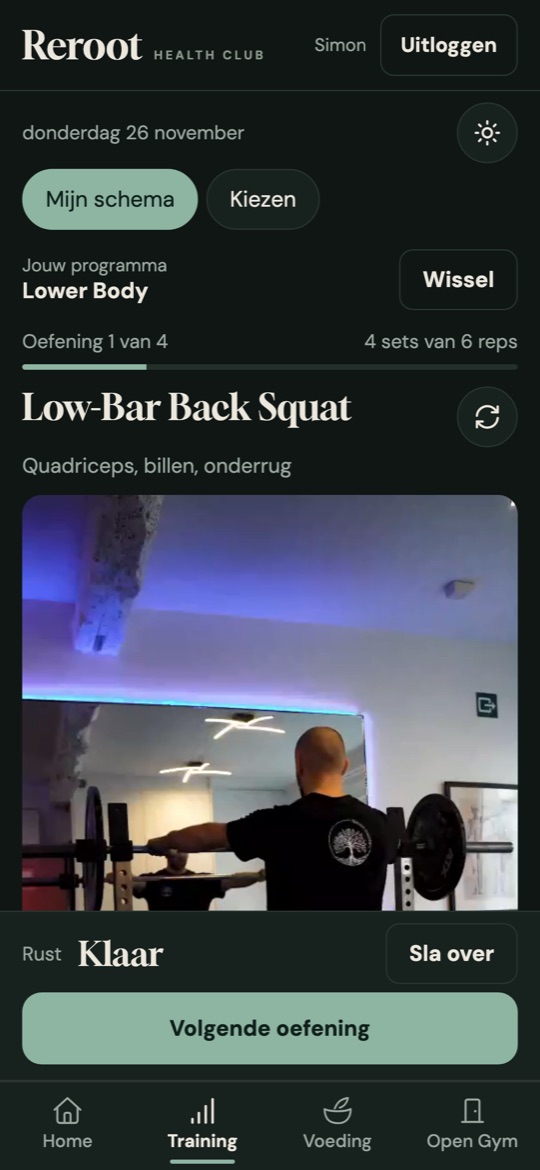 Reroot HEALTH CLUB Simon Uitloggen
donderdag 26 november
Mijn schema Kiezen
Jouw programma
Lower Body
Wissel
Oefening 1 van 4 4 sets van 6 reps
Low-Bar Back Squat
Quadriceps, billen, onderrug
Rust Klaar Sla over
Volgende oefening
Home Training Voeding Open Gym